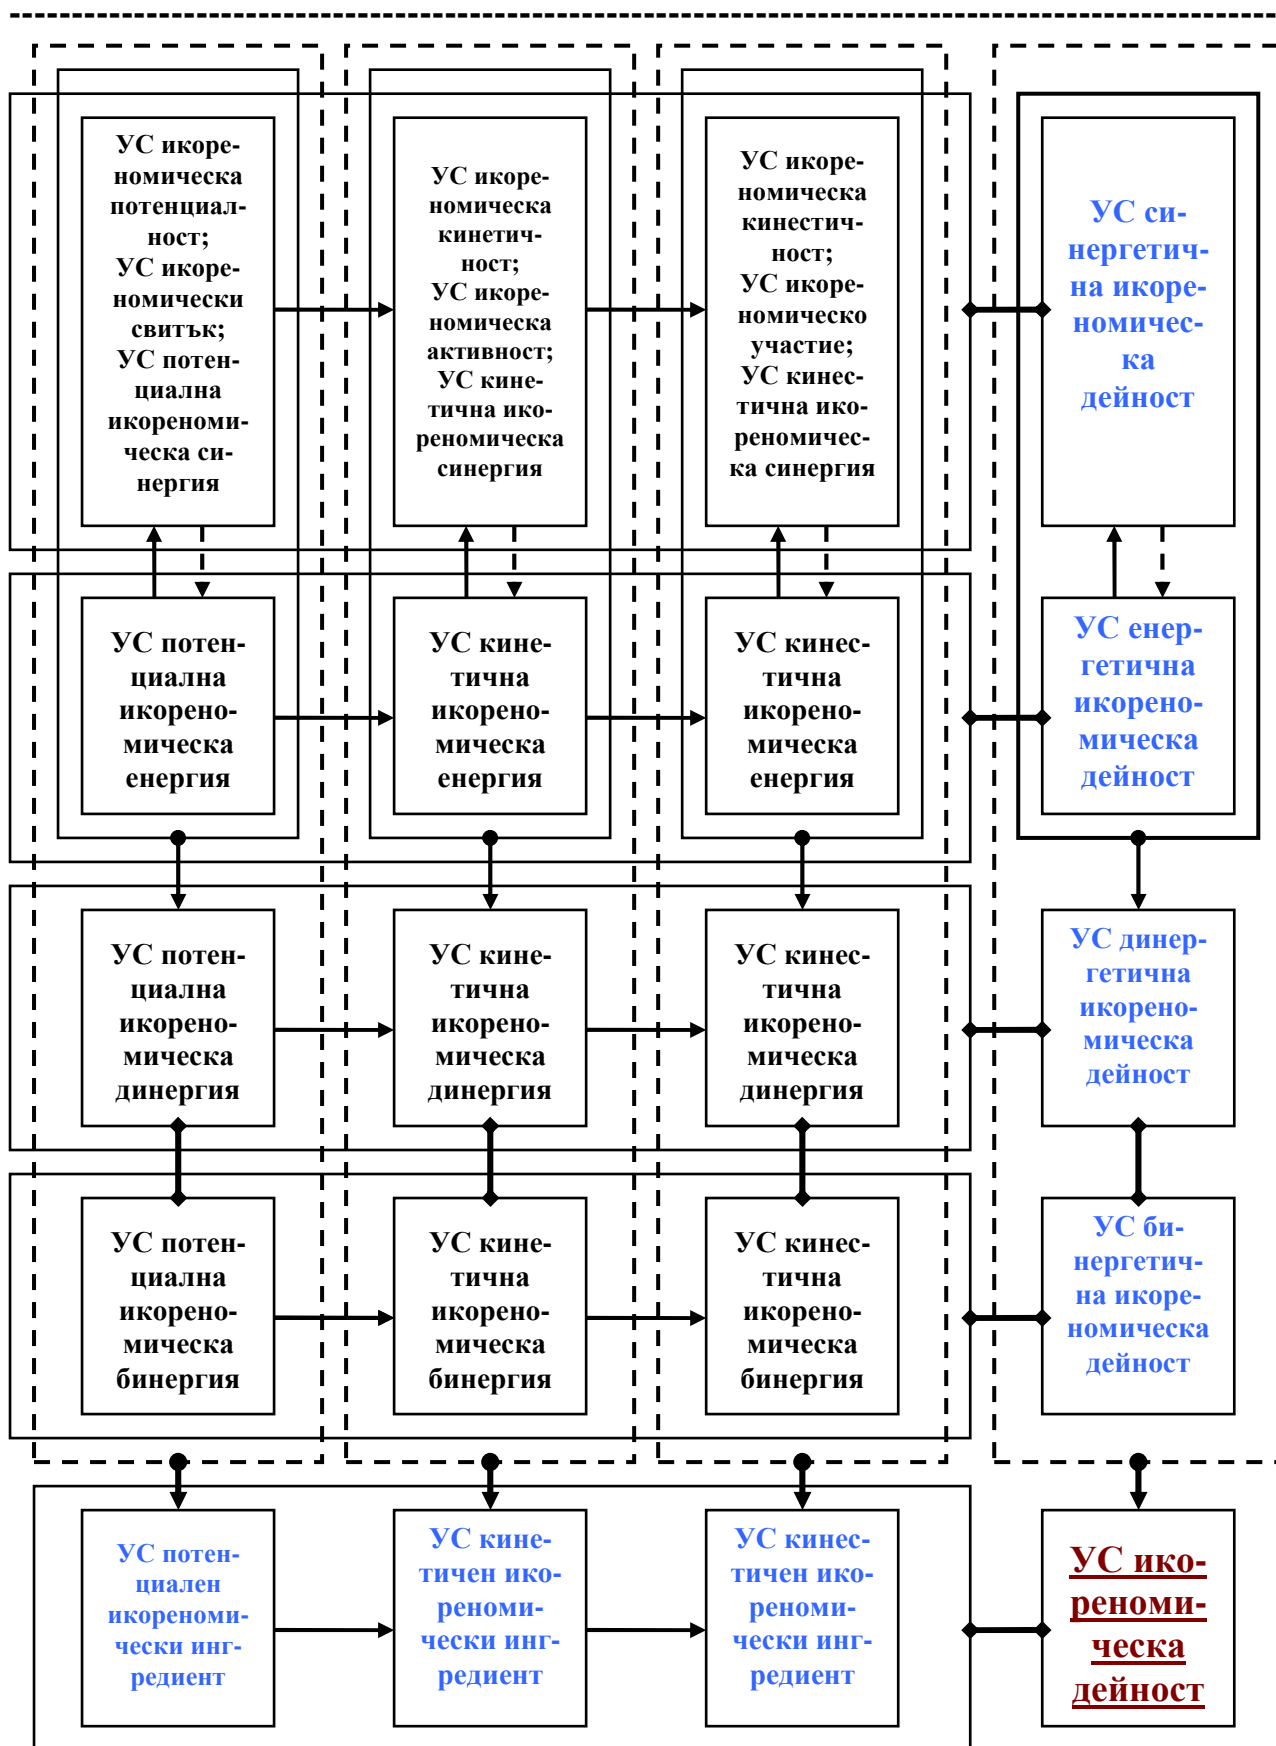 УС икоре-
номическа
потенциал-
ност;
УС икоре-
номически
свитък;
УС потен-
циална
икореноми-
ческа си-
нергия
УС икоре-
номическа
кинетич-
ност;
УС икоре-
номическа
активност;
УС кине-
тична ико-
реномическа
синергия
УС икоре-
номическа
кинестич-
ност;
УС икоре-
номическо
участие;
УС кинес-
тична ико-
реномичес-
ка синергия
УС си-
нергетич-
на икоре-
номичес-
ка
дейност
УС потен-
циална
икорено-
мическа
енергия
УС кине-
тична
икорено-
мическа
енергия
УС кинес-
тична
икорено-
мическа
енергия
УС енер-
гетична
икорено-
мическа
дейност
УС потен-
циална
икорено-
мическа
динергия
УС кине-
тична
икорено-
мическа
динергия
УС кинес-
тична
икорено-
мическа
динергия
УС динер-
гетична
икорено-
мическа
дейност
УС потен-
циална
икорено-
мическа
бинергия
УС кине-
тична
икорено-
мическа
бинергия
УС кинес-
тична
икорено-
мическа
бинергия
УС би-
нергетич-
на икоре-
номическа
дейност
УС потен-
циален
икореноми-
чески инг-
редиент
УС кине-
тичен ико-
реноми-
чески инг-
редиент
УС кинес-
тичен ико-
реноми-
чески инг-
редиент
УС ико-
реноми-
ческа
дейност